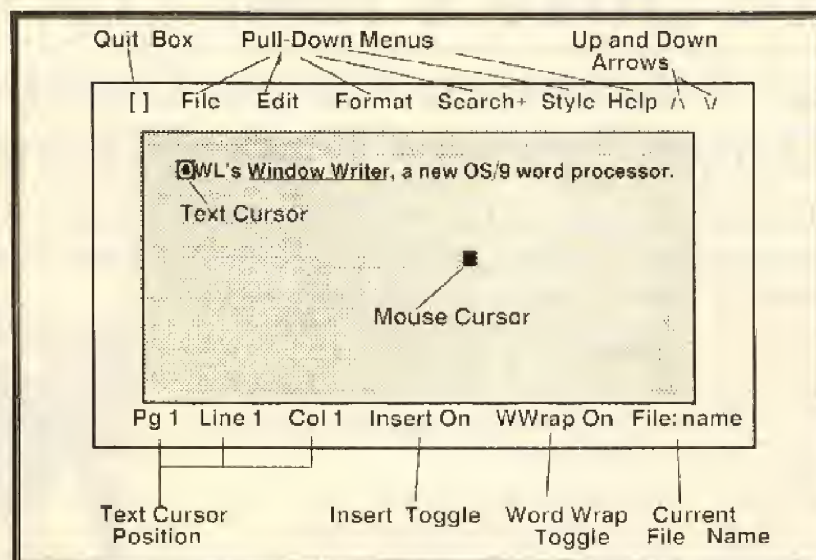 Quit Box Pull-Down Menus Up and Down
Arrows
[ ] File Edit Format Search+ Style Help /\ \/
OWL's Window Writer, a new OS/9 word processor.
Text Cursor
Mouse Cursor
Pg 1 Line 1 Col 1 Insert On WWrap On File: name
Text Cursor Insert Toggle Word Wrap Current
Position Toggle File Name